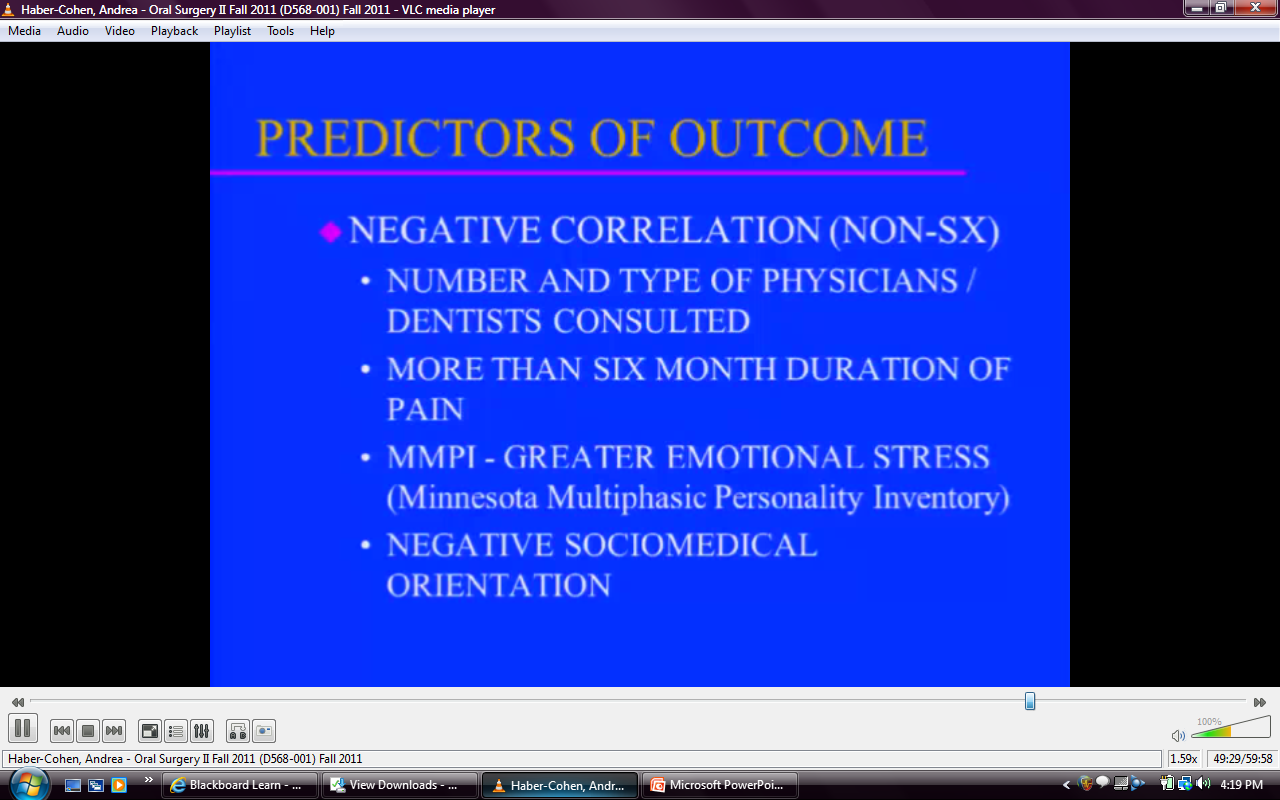 Haber-Cohen, Andrea - Oral Surgery II Fall 2011 (D568-001) Fall 2011 - VLC media player
Media Audio Video Playback Playlist Tools Help
PREDICTORS OF OUTCOME
NEGATIVE CORRELATION (NON-SX)
• NUMBER AND TYPE OF PHYSICIANS /
DENTISTS CONSULTED
• MORE THAN SIX MONTH DURATION OF
PAIN
• MMPI - GREATER EMOTIONAL STRESS
(Minnesota Multiphasic Personality Inventory)
• NEGATIVE SOCIOMEDICAL
ORIENTATION
100%
Haber-Cohen, Andrea - Oral Surgery II Fall 2011 (D568-001) Fall 2011 1.59x 49:29/59:58
Blackboard Learn - ... View Downloads - ... Haber-Cohen, Andr... Microsoft PowerPoi... 4:19 PM